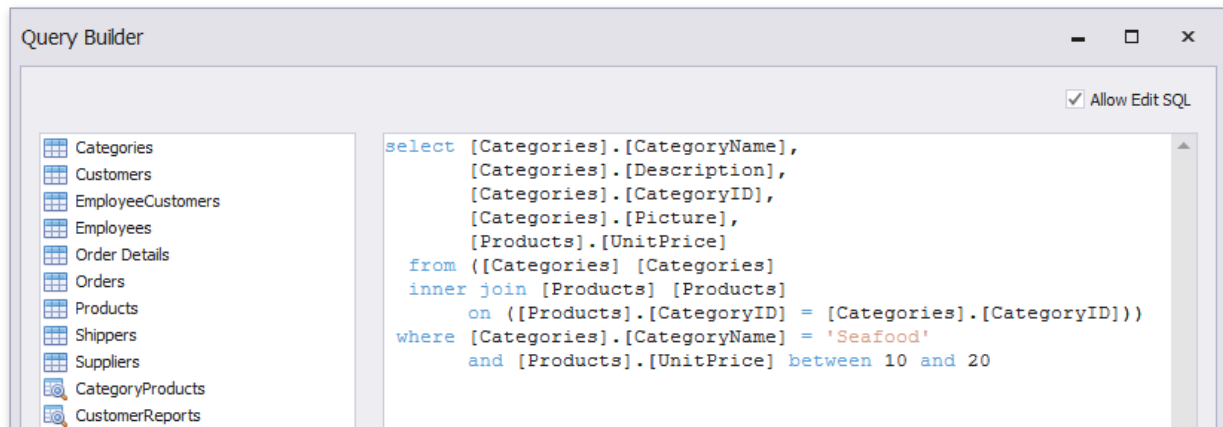 Query Builder
Allow Edit SQL
Categories
Customers
EmployeeCustomers
Employees
Order Details
Orders
Products
Shippers
Suppliers
CategoryProducts
CustomerReports
select [Categories].[CategoryName],
[Categories].[Description],
[Categories].[CategoryID],
[Categories].[Picture],
[Products].[UnitPrice]
from ([Categories] [Categories]
inner join [Products] [Products]
on ([Products].[CategoryID] = [Categories].[CategoryID]))
where [Categories].[CategoryName] = 'Seafood'
and [Products].[UnitPrice] between 10 and 20